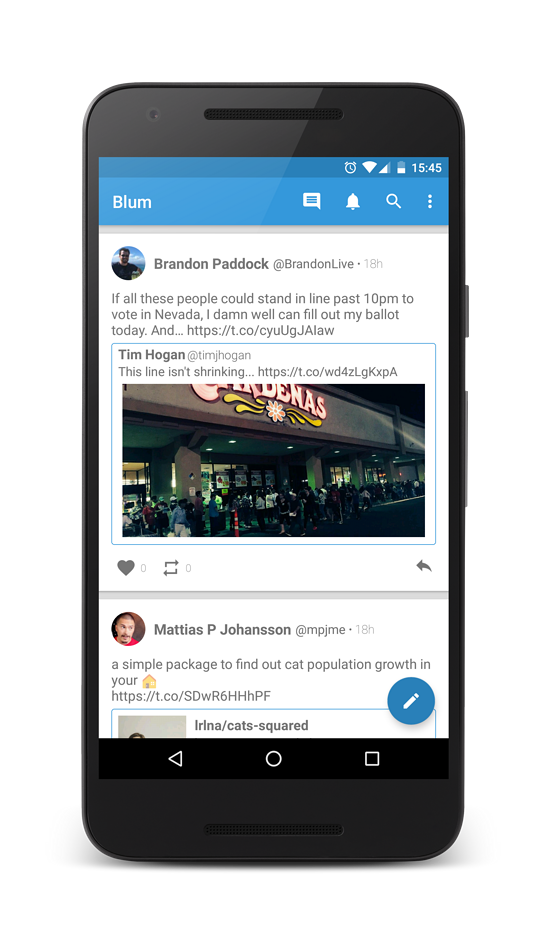 15:45
Blum
Brandon Paddock @BrandonLive • 18h
If all these people could stand in line past 10pm to
vote in Nevada, I damn well can fill out my ballot
today. And… https://t.co/cyuUgJAIaw
Tim Hogan @timjhogan
This line isn't shrinking... https://t.co/wd4zLgKxpA
CARDENAS
0 0
Mattias P Johansson @mpjme • 18h
a simple package to find out cat population growth in
your 🏠
https://t.co/SDwR6HHhPF
lrlna/cats-squared